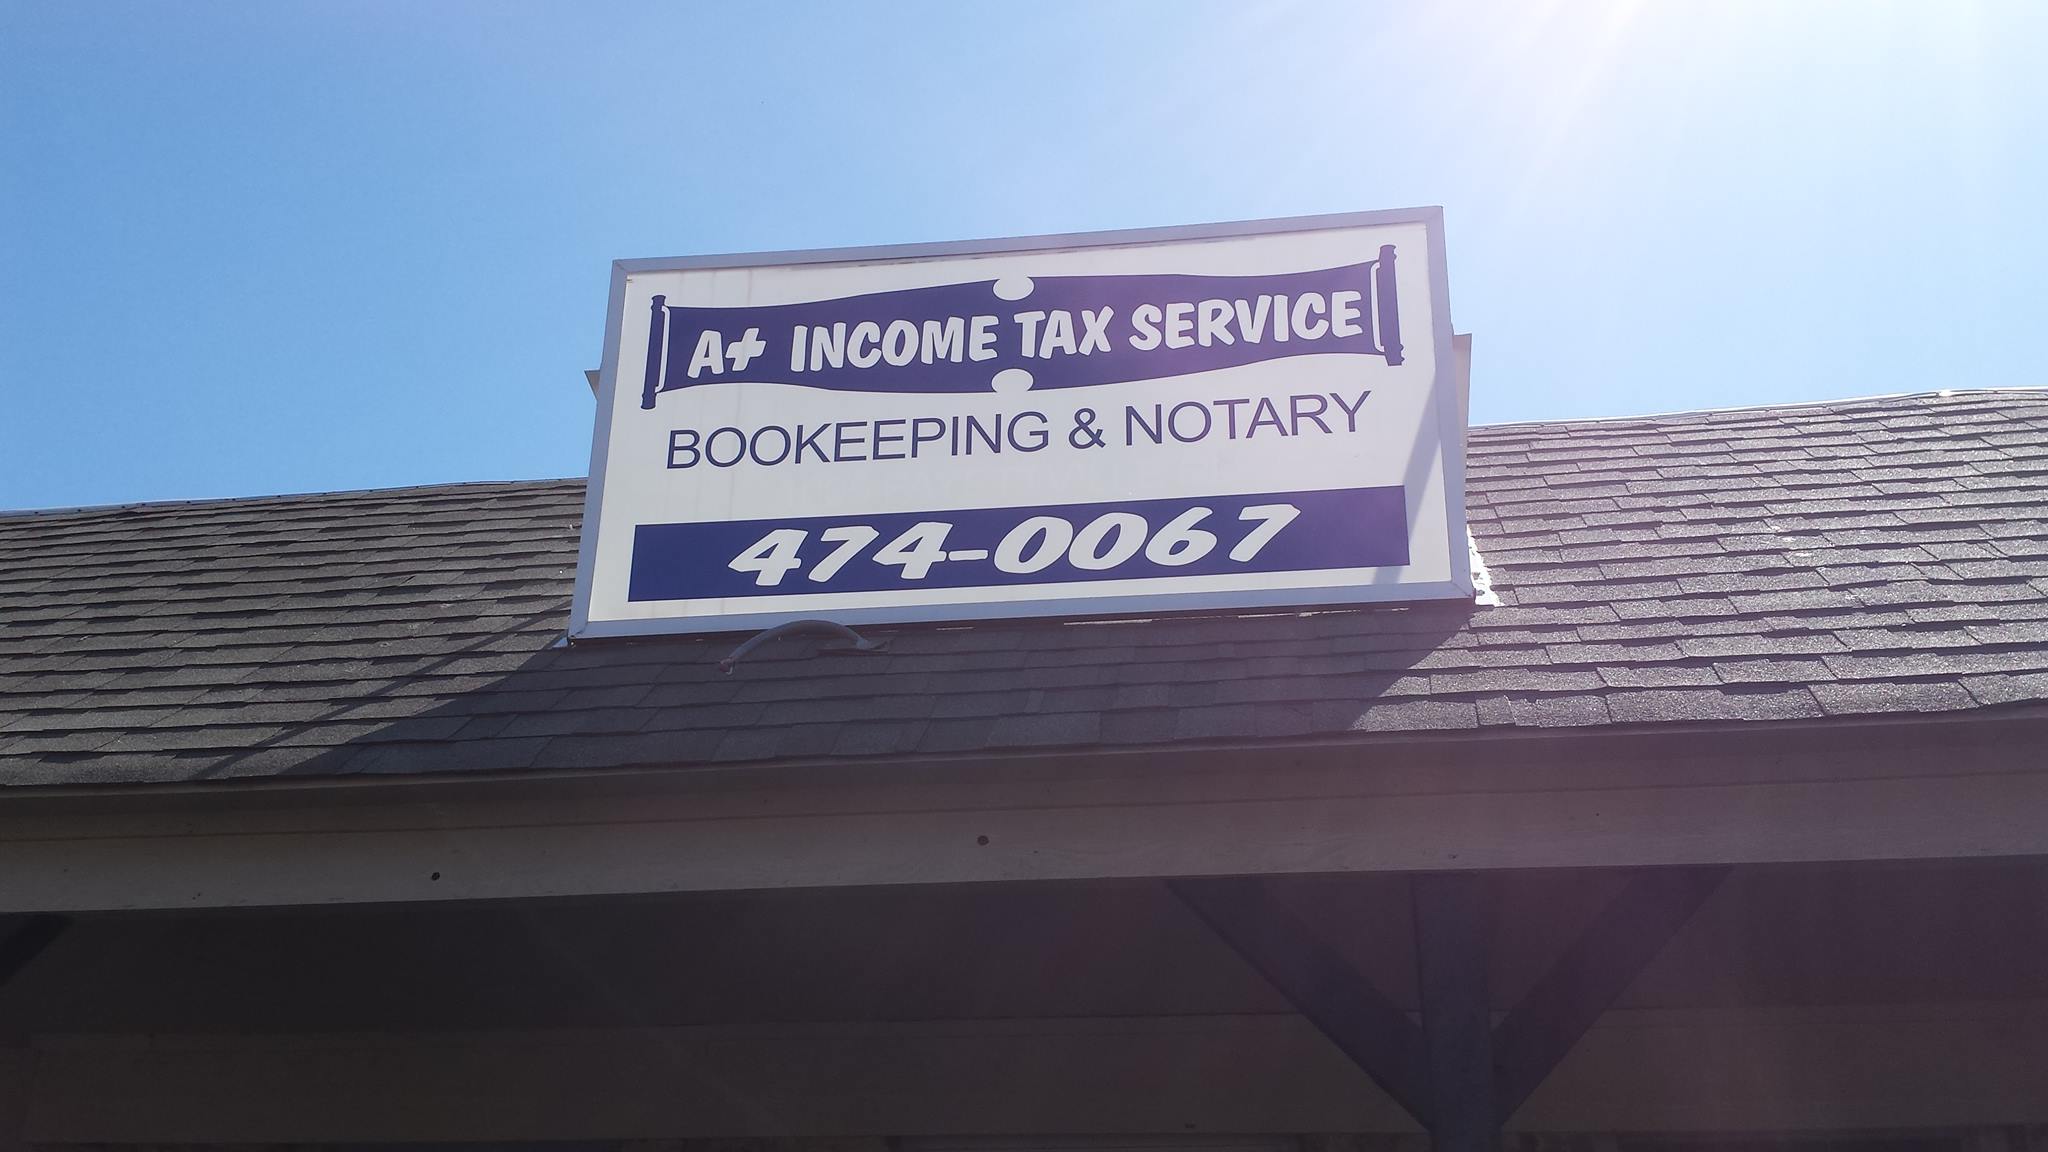 A+ INCOME TAX SERVICE
BOOKEEPING & NOTARY
474-0067